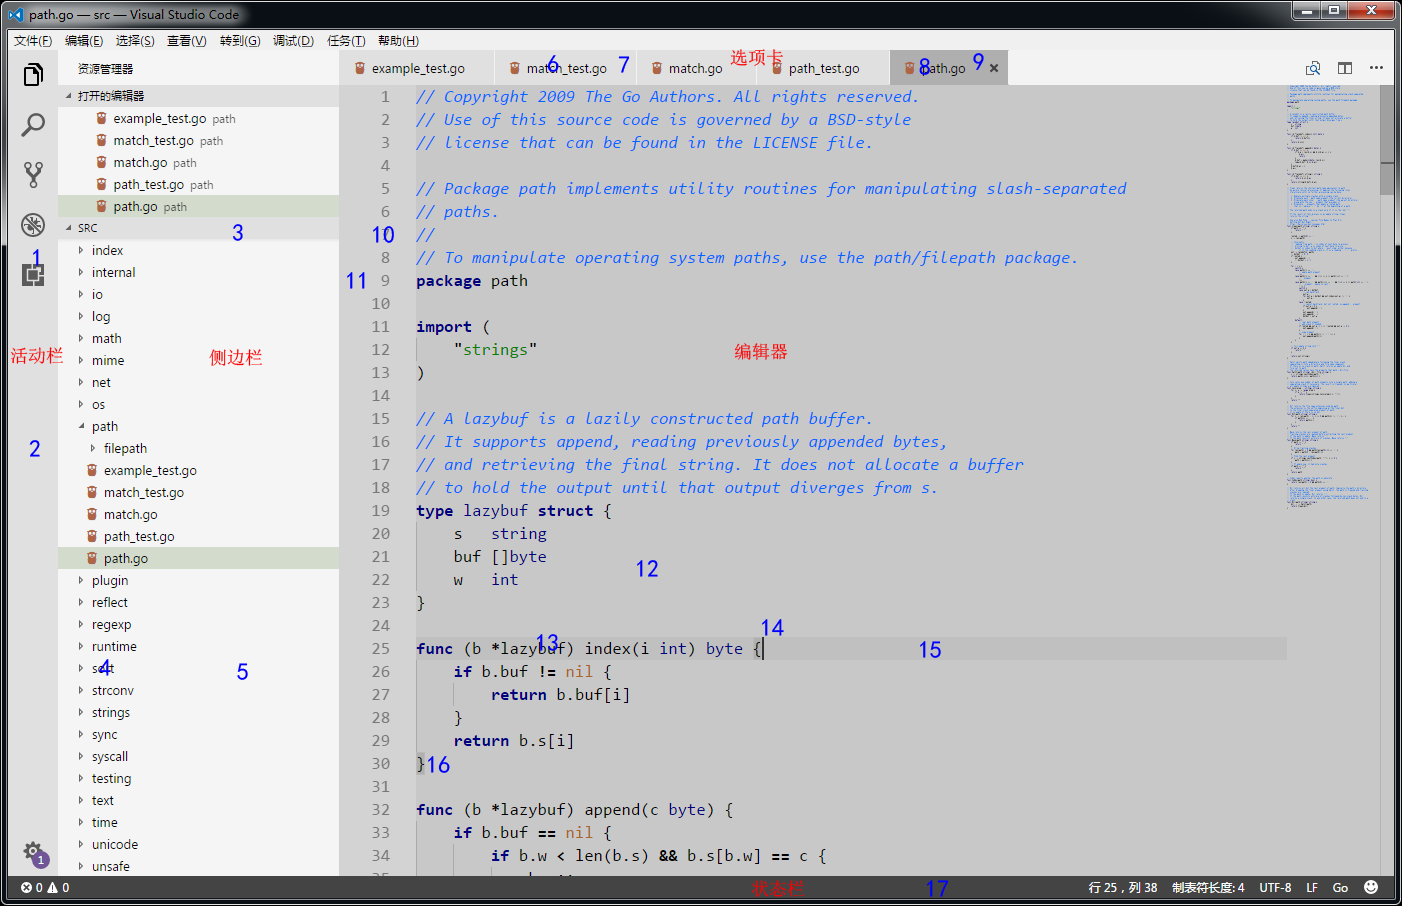 path.go — src — Visual Studio Code
文件(F) 编辑(E) 选择(S) 查看(V) 转到(G) 调试(D) 任务(T) 帮助(H)
资源管理器
打开的编辑器
example_test.go path
match_test.go path
match.go path
path_test.go path
path.go path
SRC
3
index
internal
io
log
math
mime
net
os
path
filepath
example_test.go
match_test.go
match.go
path_test.go
path.go
plugin
reflect
regexp
runtime
sort
strconv
strings
sync
syscall
testing
text
time
unicode
unsafe
1
活动栏
侧边栏
2
4
5
1
example_test.go match_test.go match.go path_test.go path.go
6 7 选项卡 8 9
1 // Copyright 2009 The Go Authors. All rights reserved.
2 // Use of this source code is governed by a BSD-style
3 // license that can be found in the LICENSE file.
4
5 // Package path implements utility routines for manipulating slash-separated
6 // paths.
7 //
10
8 // To manipulate operating system paths, use the path/filepath package.
11
9 package path
10
11 import (
12 "strings"
编辑器
13 )
14
15 // A lazybuf is a lazily constructed path buffer.
16 // It supports append, reading previously appended bytes,
17 // and retrieving the final string. It does not allocate a buffer
18 // to hold the output until that output diverges from s.
19 type lazybuf struct {
20 s string
21 buf []byte
12
22 w int
23 }
24
14
25 func (b *lazybuf) index(i int) byte {
13
15
26 if b.buf != nil {
27 return b.buf[i]
28 }
29 return b.s[i]
30 }
16
31
32 func (b *lazybuf) append(c byte) {
33 if b.buf == nil {
34 if b.w < len(b.s) && b.s[b.w] == c {
0 0 状态栏 17 行 25，列 38 制表符长度: 4 UTF-8 LF Go